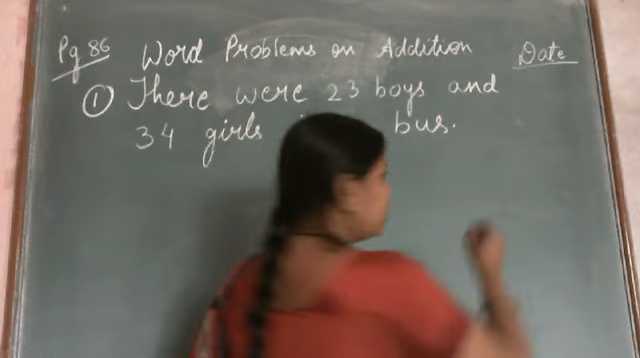 Pg 86 Word Problems on Addition Date
① There were 23 boys and
34 girls bus.